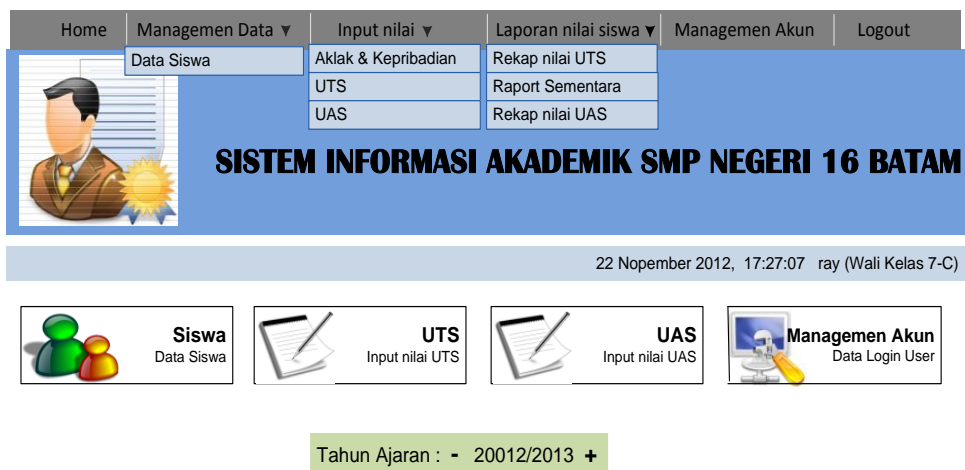 Home Managemen Data ▼ Input nilai ▼ Laporan nilai siswa ▼ Managemen Akun Logout
Data Siswa Aklak & Kepribadian Rekap nilai UTS
UTS Raport Sementara
UAS Rekap nilai UAS
SISTEM INFORMASI AKADEMIK SMP NEGERI 16 BATAM
22 Nopember 2012, 17:27:07 ray (Wali Kelas 7-C)
Siswa UTS UAS Managemen Akun
Data Siswa Input nilai UTS Input nilai UAS Data Login User
Tahun Ajaran : - 20012/2013 +